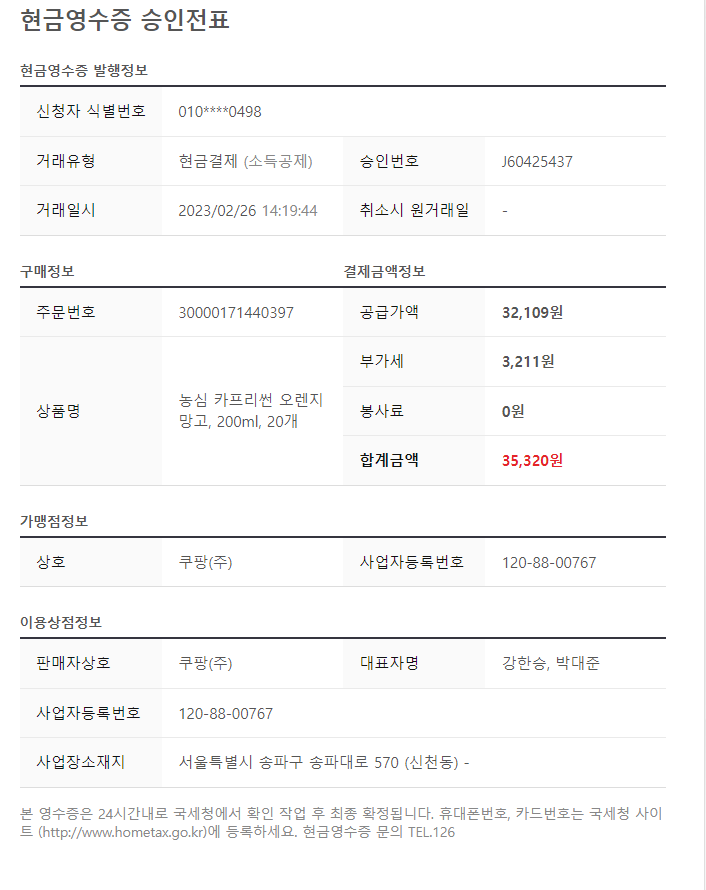 현금영수증 승인전표
현금영수증 발행정보
신청자 식별번호 010****0498
거래유형 현금결제 (소득공제) 승인번호 J60425437
거래일시 2023/02/26 14:19:44 취소시 원거래일 -
구매정보 결제금액정보
주문번호 30000171440397 공급가액 32,109원
부가세 3,211원
상품명 농심 카프리썬 오렌지
망고, 200ml, 20개 봉사료 0원
합계금액 35,320원
가맹점정보
상호 쿠팡(주) 사업자등록번호 120-88-00767
이용상점정보
판매자상호 쿠팡(주) 대표자명 강한승, 박대준
사업자등록번호 120-88-00767
사업장소재지 서울특별시 송파구 송파대로 570 (신천동) -
본 영수증은 24시간내로 국세청에서 확인 작업 후 최종 확정됩니다. 휴대폰번호, 카드번호는 국세청 사이
트 (http://www.hometax.go.kr)에 등록하세요. 현금영수증 문의 TEL.126